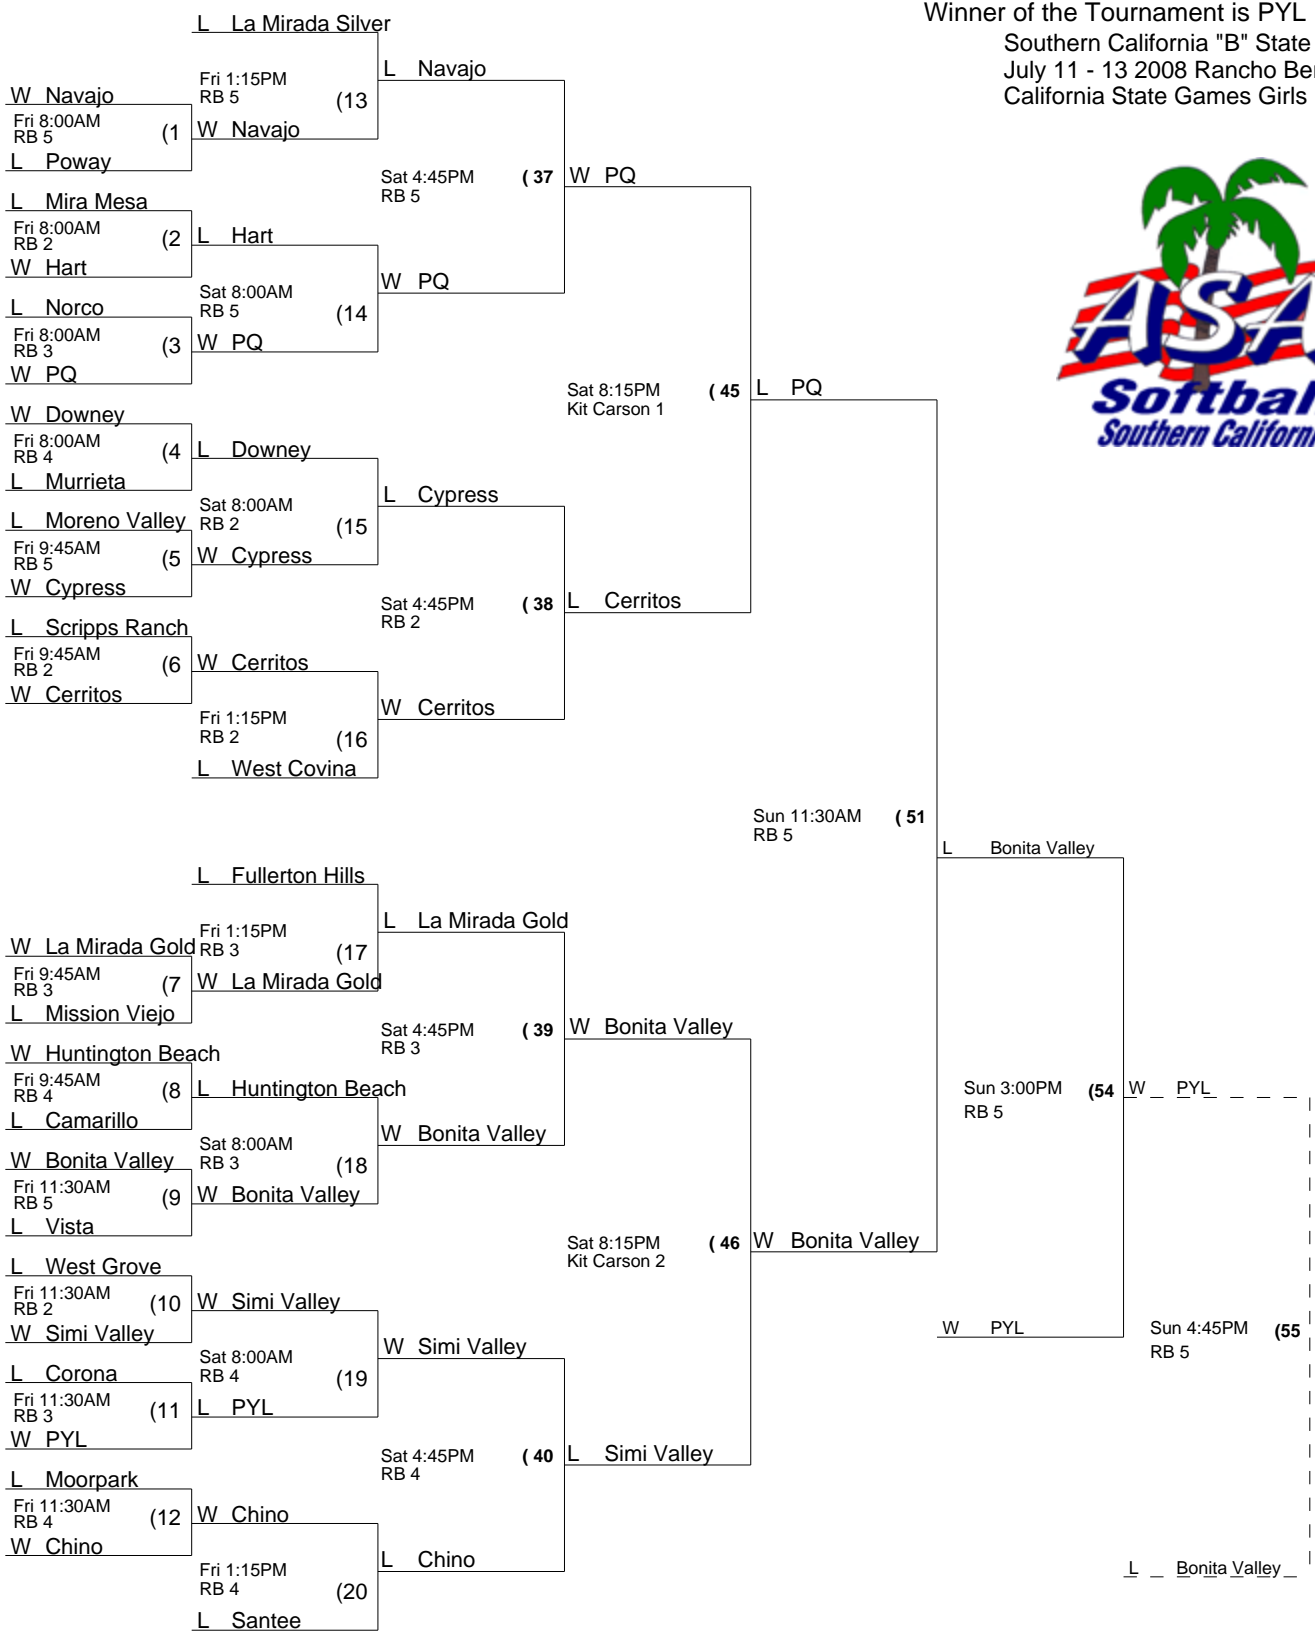 Winner of the Tournament is PYL
Southern California "B" State
July 11 - 13 2008 Rancho Ber
California State Games Girls
ASA
Softbal
Southern Californi
L La Mirada Silver
Fri 1:15PM
RB 5 (13
L Navajo
W Navajo
Fri 8:00AM
RB 5 (1
W Navajo
L Poway
Sat 4:45PM ( 37
RB 5
W PQ
L Mira Mesa
Fri 8:00AM
RB 2 (2
L Hart
W Hart
W PQ
Sat 8:00AM
RB 5 (14
L Norco
Fri 8:00AM
RB 3 (3
W PQ
W PQ
Sat 8:15PM ( 45
Kit Carson 1
L PQ
W Downey
Fri 8:00AM
RB 4 (4
L Downey
L Murrieta
L Cypress
Sat 8:00AM
RB 2 (15
L Moreno Valley
Fri 9:45AM
RB 5 (5
W Cypress
W Cypress
Sat 4:45PM ( 38
RB 2
L Cerritos
L Scripps Ranch
Fri 9:45AM
RB 2 (6
W Cerritos
W Cerritos
W Cerritos
Fri 1:15PM
RB 2 (16
L West Covina
Sun 11:30AM ( 51
RB 5
L Bonita Valley
L Fullerton Hills
Fri 1:15PM
RB 3 (17
L La Mirada Gold
W La Mirada Gold
Fri 9:45AM
RB 3 (7
W La Mirada Gold
L Mission Viejo
Sat 4:45PM ( 39
RB 3
W Bonita Valley
W Huntington Beach
Fri 9:45AM
RB 4 (8
L Huntington Beach
L Camarillo
W Bonita Valley
Sat 8:00AM
RB 3 (18
W Bonita Valley
Fri 11:30AM
RB 5 (9
W Bonita Valley
L Vista
Sun 3:00PM (54
RB 5
W PYL
Sat 8:15PM ( 46
Kit Carson 2
W Bonita Valley
L West Grove
Fri 11:30AM
RB 2 (10
W Simi Valley
W Simi Valley
W Simi Valley
Sat 8:00AM
RB 4 (19
L Corona
Fri 11:30AM
RB 3 (11
L PYL
W PYL
W PYL
Sun 4:45PM (55
RB 5
Sat 4:45PM ( 40
RB 4
L Simi Valley
L Moorpark
Fri 11:30AM
RB 4 (12
W Chino
W Chino
L Chino
Fri 1:15PM
RB 4 (20
L Santee
L Bonita Valley